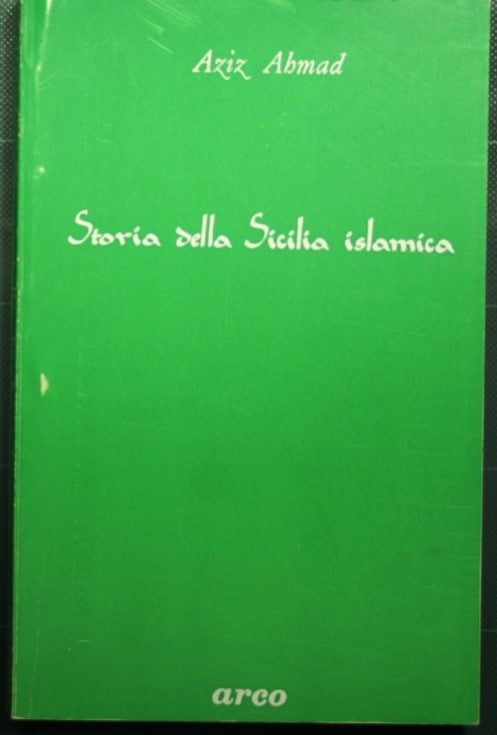 Aziz Ahmad
Storia della Sicilia islamica
arco